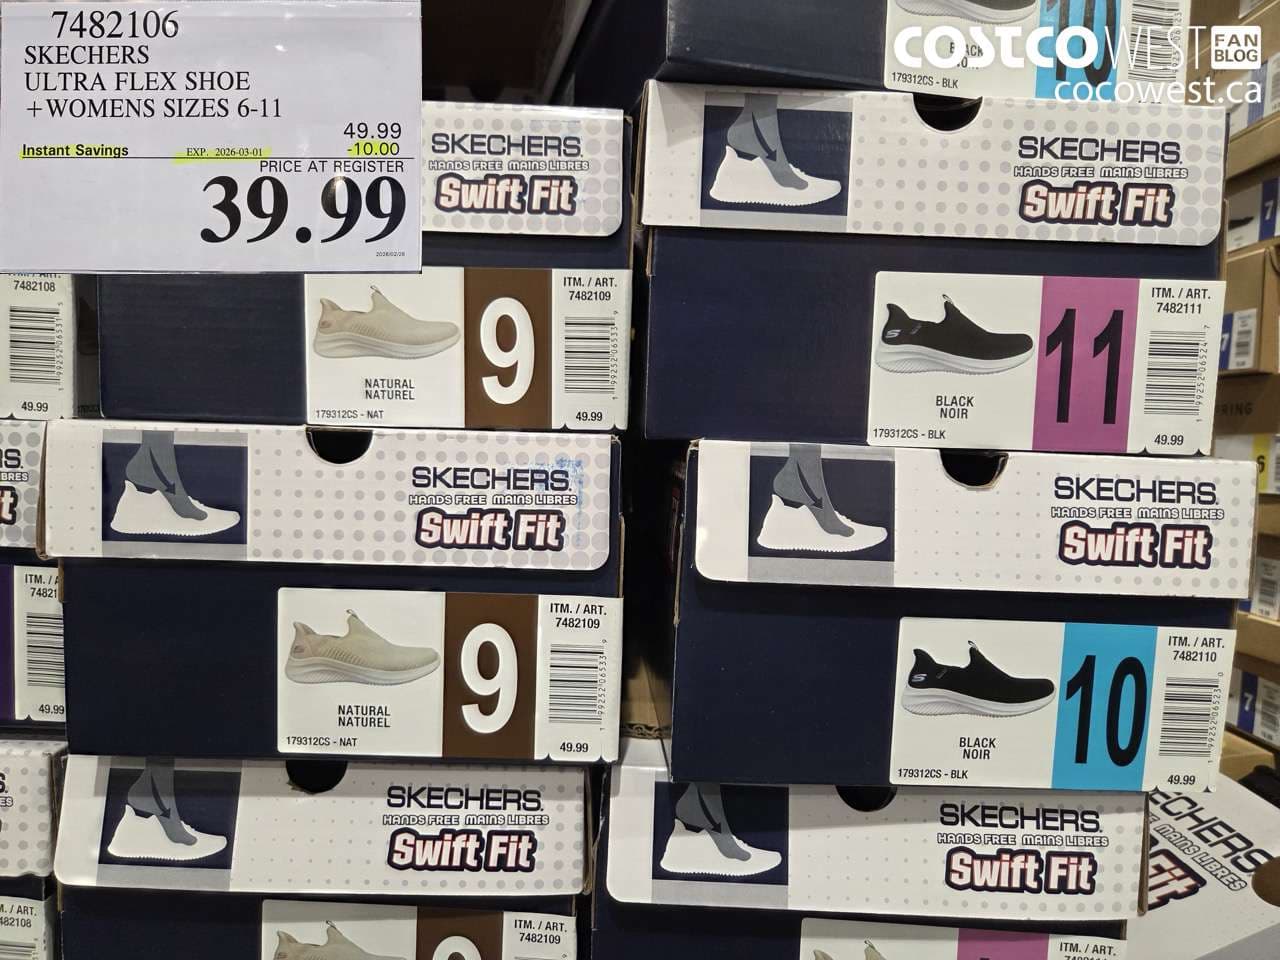 7482106
SKECHERS
ULTRA FLEX SHOE
+WOMENS SIZES 6-11
49.99
Instant Savings EXP. 2026-03-01 -10.00
PRICE AT REGISTER
39.99
COSTCO WEST FAN BLOG
cocowest.ca
179312CS - BLK
SKECHERS
HANDS FREE MAINS LIBRES
Swift Fit
SKECHERS
HANDS FREE MAINS LIBRES
Swift Fit
7482108
49.99
NATURAL
NATUREL
179312CS - NAT
9
ITM. / ART.
7482109
49.99
BLACK
NOIR
179312CS - BLK
11
ITM. / ART.
7482111
49.99
SKECHERS
HANDS FREE MAINS LIBRES
Swift Fit
SKECHERS
HANDS FREE MAINS LIBRES
Swift Fit
49.99
NATURAL
NATUREL
179312CS - NAT
9
ITM. / ART.
7482109
49.99
BLACK
NOIR
179312CS - BLK
10
ITM. / ART.
7482110
49.99
SKECHERS
HANDS FREE MAINS LIBRES
Swift Fit
SKECHERS
HANDS FREE MAINS LIBRES
Swift Fit
9
ITM. / ART.
7482109
ITM. / ART.